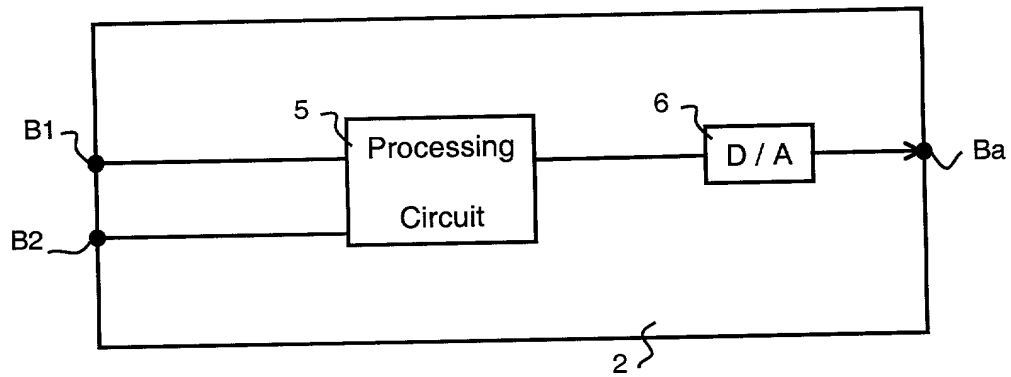 5
6
B1
Processing
D / A
Ba
Circuit
B2
2